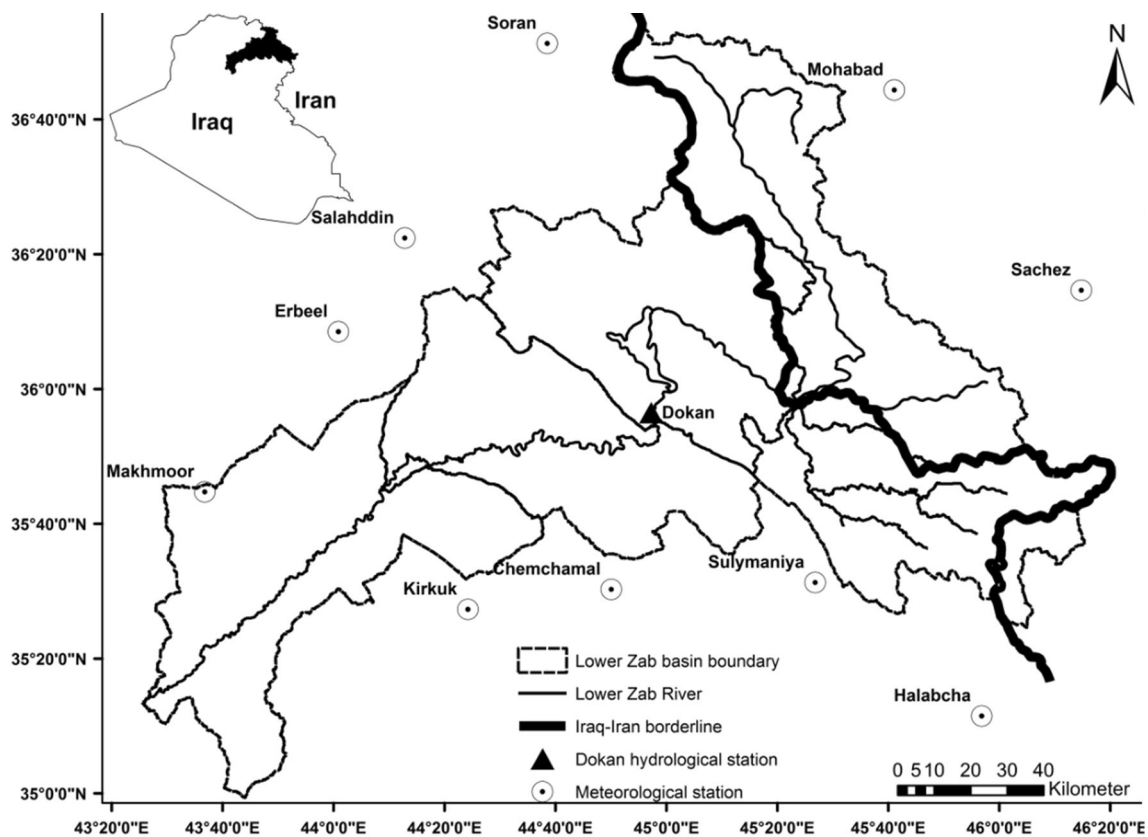 Soran
N
Mohabad
Iran
Iraq
36°40'0"N
Salahddin
36°20'0"N
Sachez
Erbeel
36°0'0"N
Dokan
Makhmoor
35°40'0"N
Chemchamal
Sulymaniya
Kirkuk
35°20'0"N
Lower Zab basin boundary
Lower Zab River
Halabcha
Iraq-Iran borderline
Dokan hydrological station
0 5 10 20 30 40
Kilometer
Meteorological station
35°0'0"N
43°20'0"E 43°40'0"E 44°0'0"E 44°20'0"E 44°40'0"E 45°0'0"E 45°20'0"E 45°40'0"E 46°0'0"E 46°20'0"E